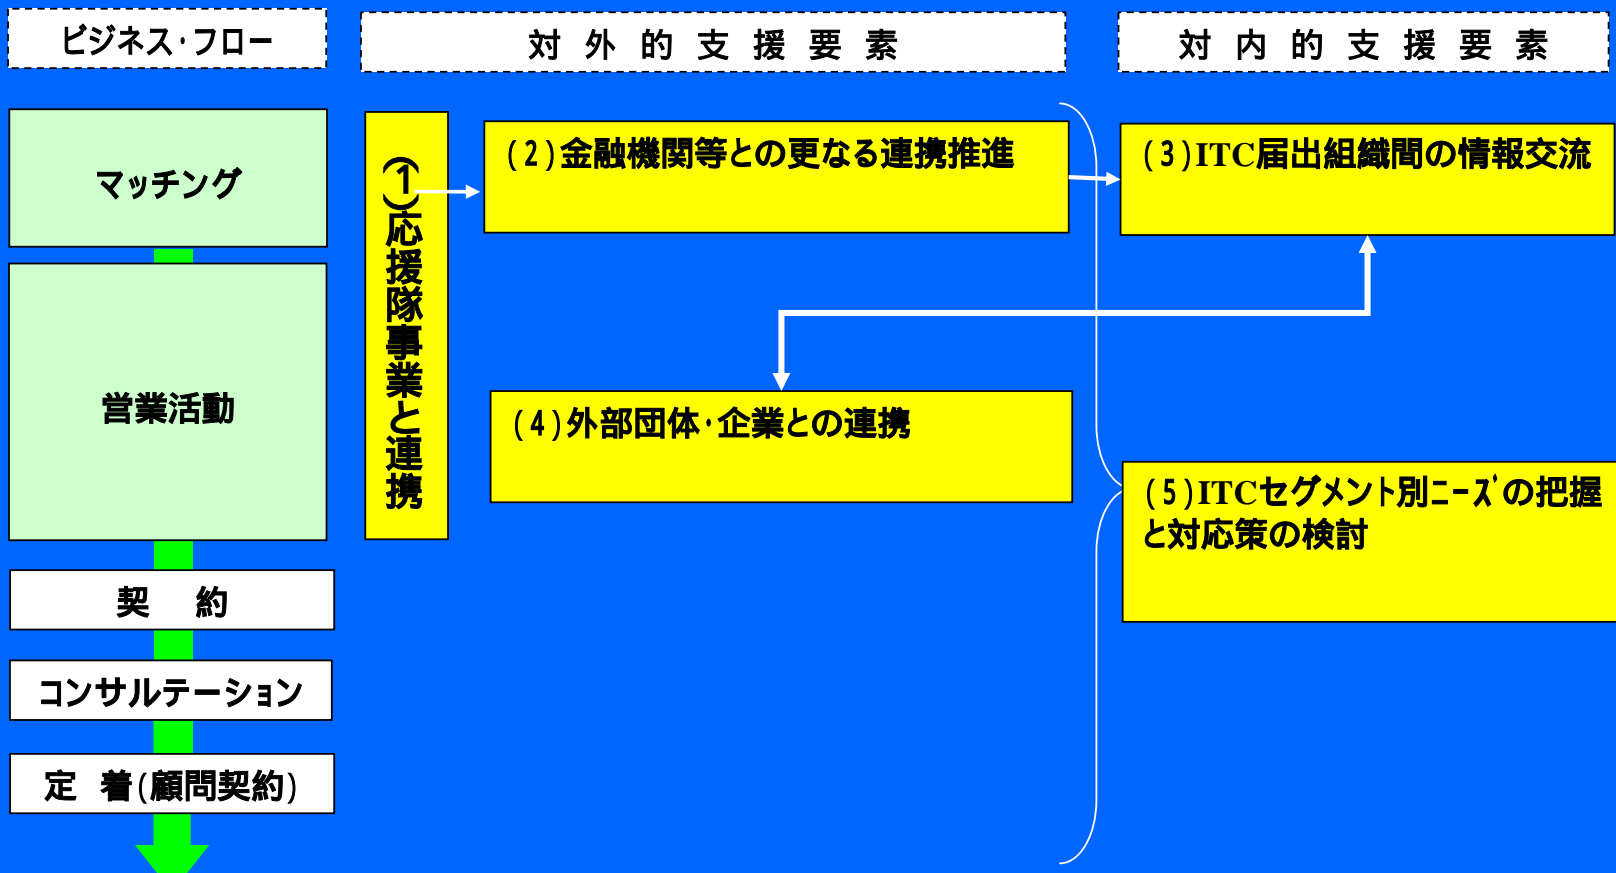 ビジネス・フロー
対外的支援要素
対内的支援要素
マッチング
営業活動
契 約
コンサルテーション
定 着(顧問契約)
(1)応援隊事業と連携
(2)金融機関等との更なる連携推進
(3)ITC届出組織間の情報交流
(4)外部団体・企業との連携
(5)ITCセグメント別ニーズの把握
と対応策の検討